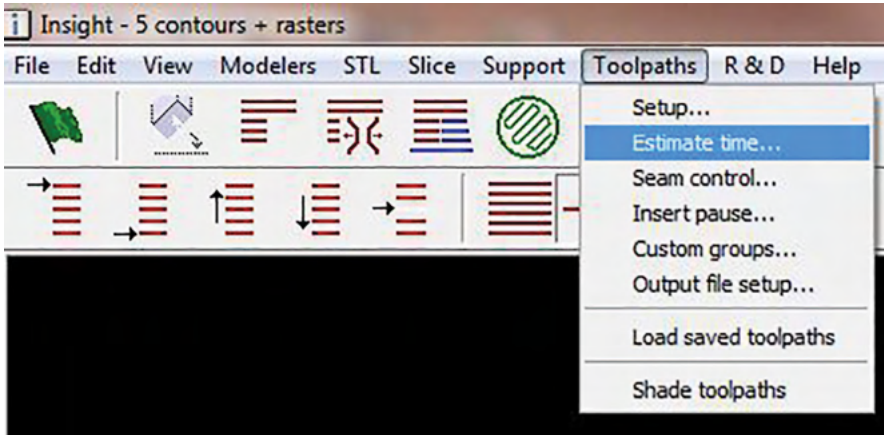 i Insight - 5 contours + rasters
File Edit View Modelers STL Slice Support Toolpaths R & D Help
Setup...
Estimate time...
Seam control...
Insert pause...
Custom groups...
Output file setup...
Load saved toolpaths
Shade toolpaths